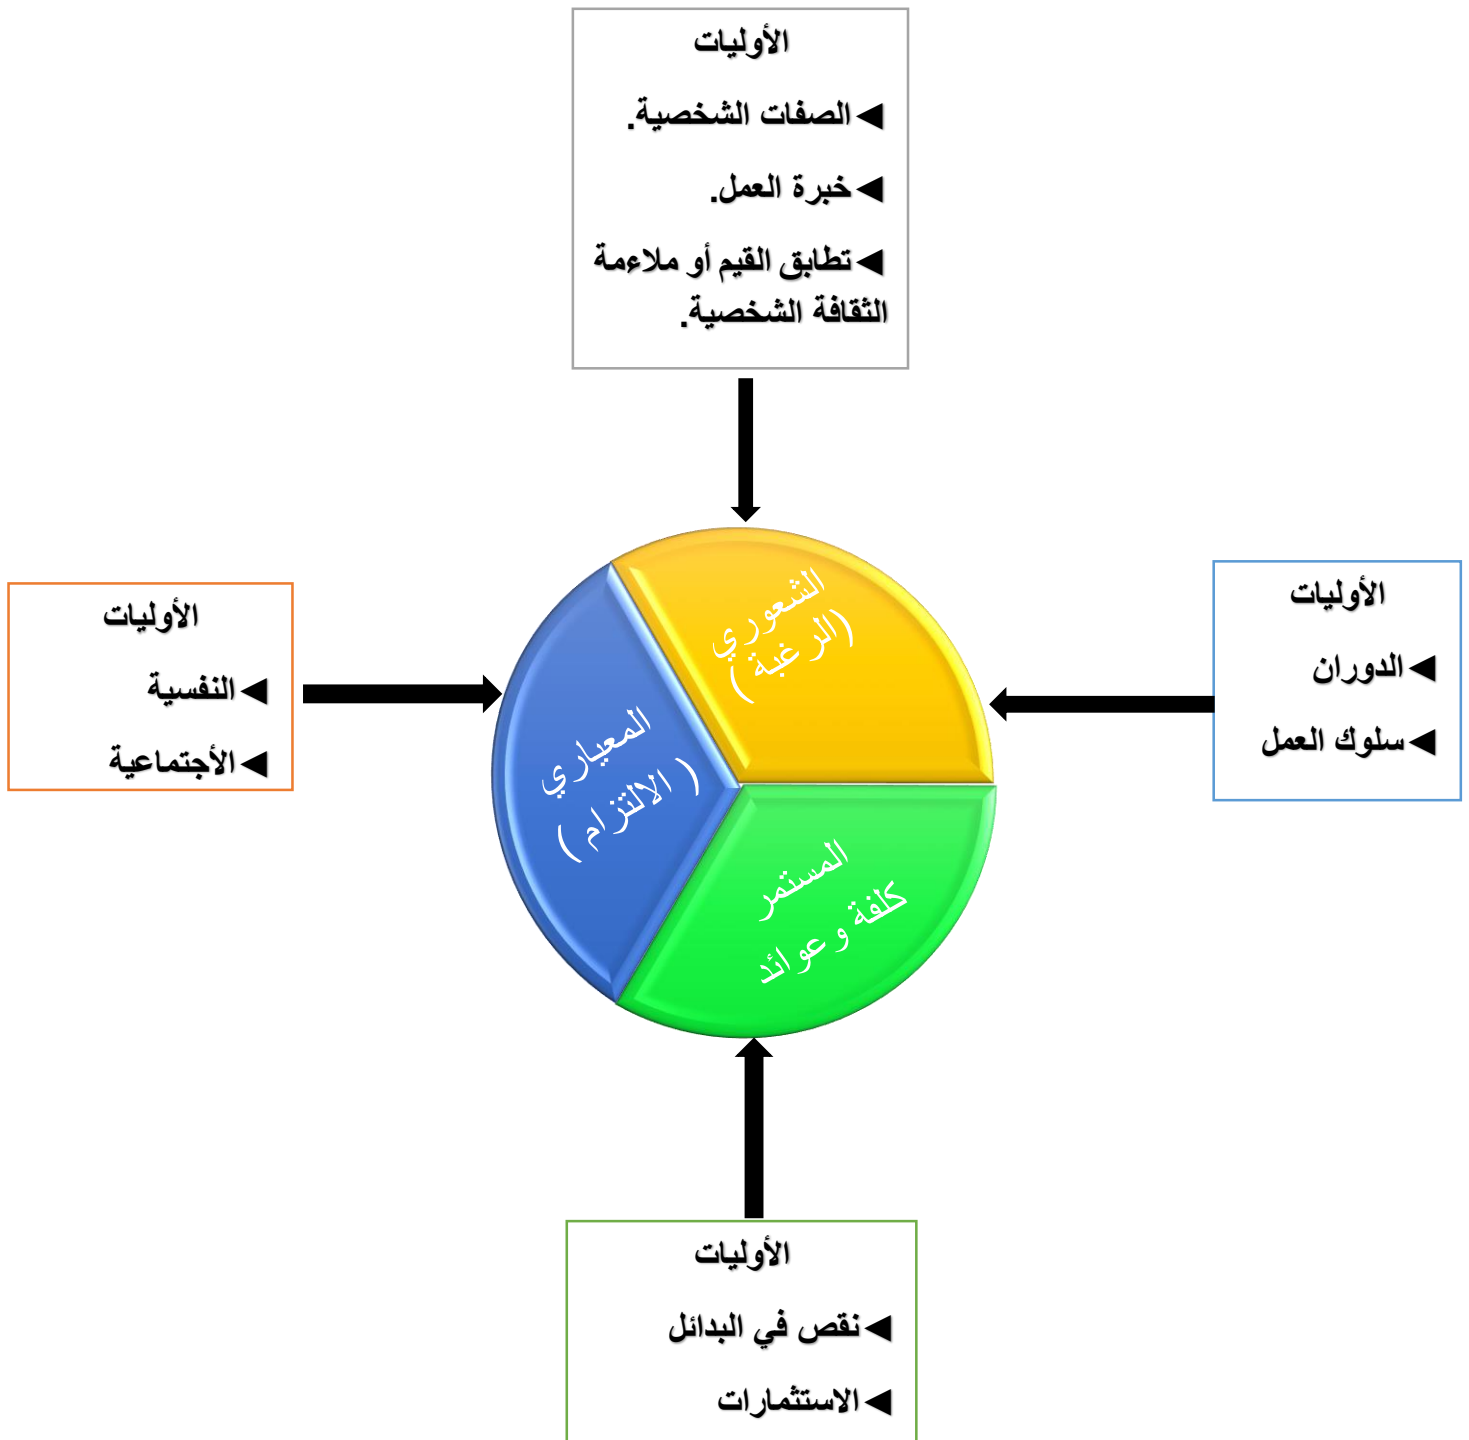 الأوليات
◄الصفات الشخصية.
◄خبرة العمل.
◄تطابق القيم أو ملاءمة
الثقافة الشخصية.
الشعوري
(الرغبة )
الأوليات
◄الدوران
◄سلوك العمل
المعياري
( الالتزام )
الأوليات
◄النفسية
◄الأجتماعية
المستمر
كلفة وعوائد
الأوليات
◄نقص في البدائل
◄الاستثمارات